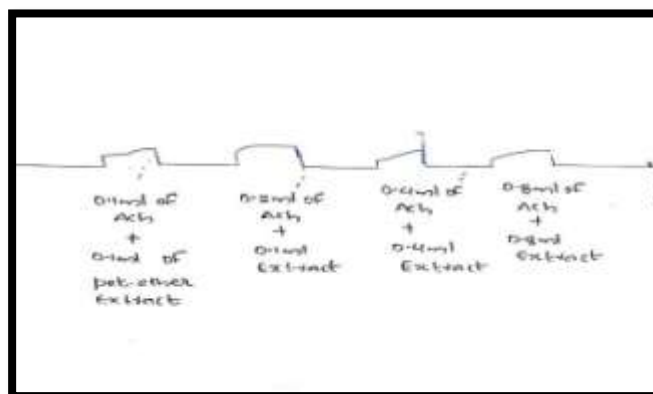 0.1ml of
Ach
+
0.1ml of
pet-ether
Extract
0.2ml of
Ach
+
0.1ml
Extract
0.4ml of
Ach
+
0.4ml
Extract
0.8ml of
Ach
+
0.8ml
Extract